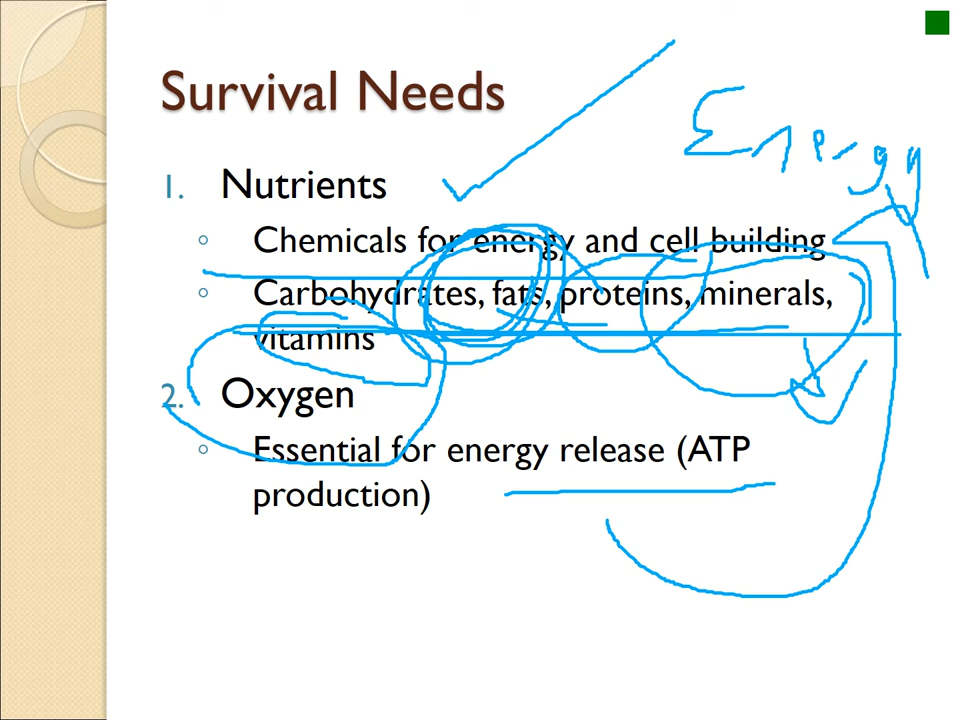 Survival Needs
Energy
1. Nutrients
◦ Chemicals for energy and cell building
◦ Carbohydrates, fats, proteins, minerals,
vitamins
2. Oxygen
◦ Essential for energy release (ATP
production)